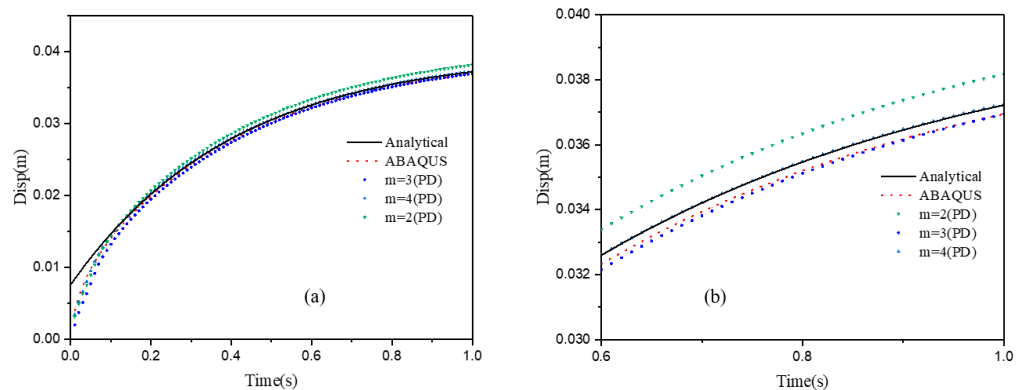 0.04
0.03
0.02
0.01
0.00
Disp(m)
Analytical
ABAQUS
m=3(PD)
m=4(PD)
m=2(PD)
(a)
0.0 0.2 0.4 0.6 0.8 1.0
Time(s)
0.040
0.038
0.036
0.034
0.032
0.030
Disp(m)
Analytical
ABAQUS
m=2(PD)
m=3(PD)
m=4(PD)
(b)
0.6 0.8 1.0
Time(s)